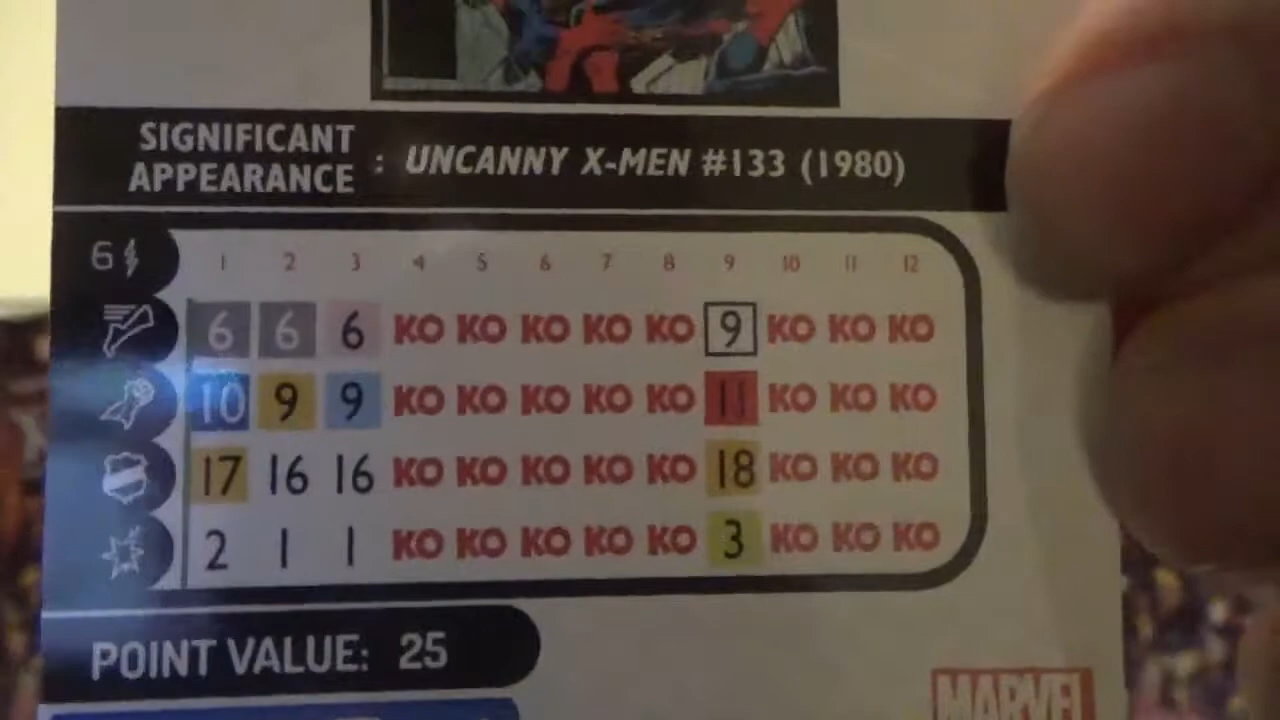 SIGNIFICANT
APPEARANCE : UNCANNY X-MEN #133 (1980)
6 1 2 3 4 5 6 7 8 9 10 11 12
6 6 6 KO KO KO KO KO 9 KO KO KO
10 9 9 KO KO KO KO KO 11 KO KO KO
17 16 16 KO KO KO KO KO 18 KO KO KO
2 1 1 KO KO KO KO KO 3 KO KO KO
POINT VALUE: 25
MARVEL